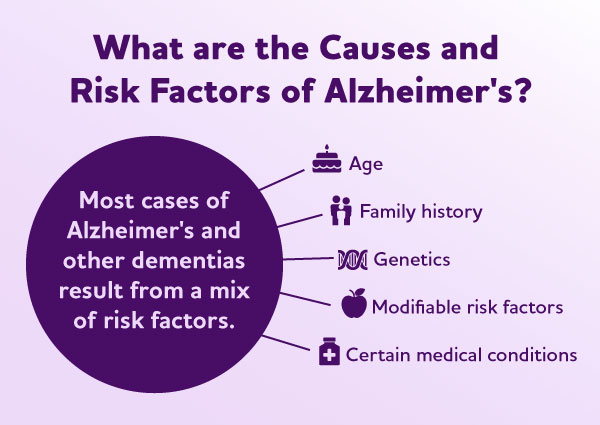 What are the Causes and
Risk Factors of Alzheimer's?
Most cases of
Alzheimer's and
other dementias
result from a mix
of risk factors.
Age
Family history
Genetics
Modifiable risk factors
Certain medical conditions